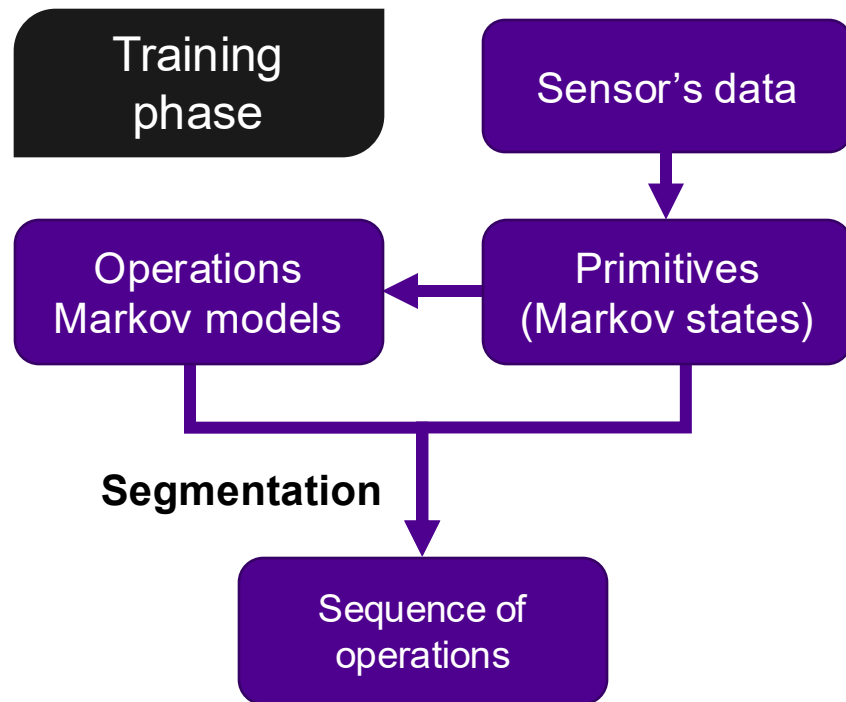 Training
phase
Sensor's data
Operations
Markov models
Primitives
(Markov states)
Segmentation
Sequence of
operations